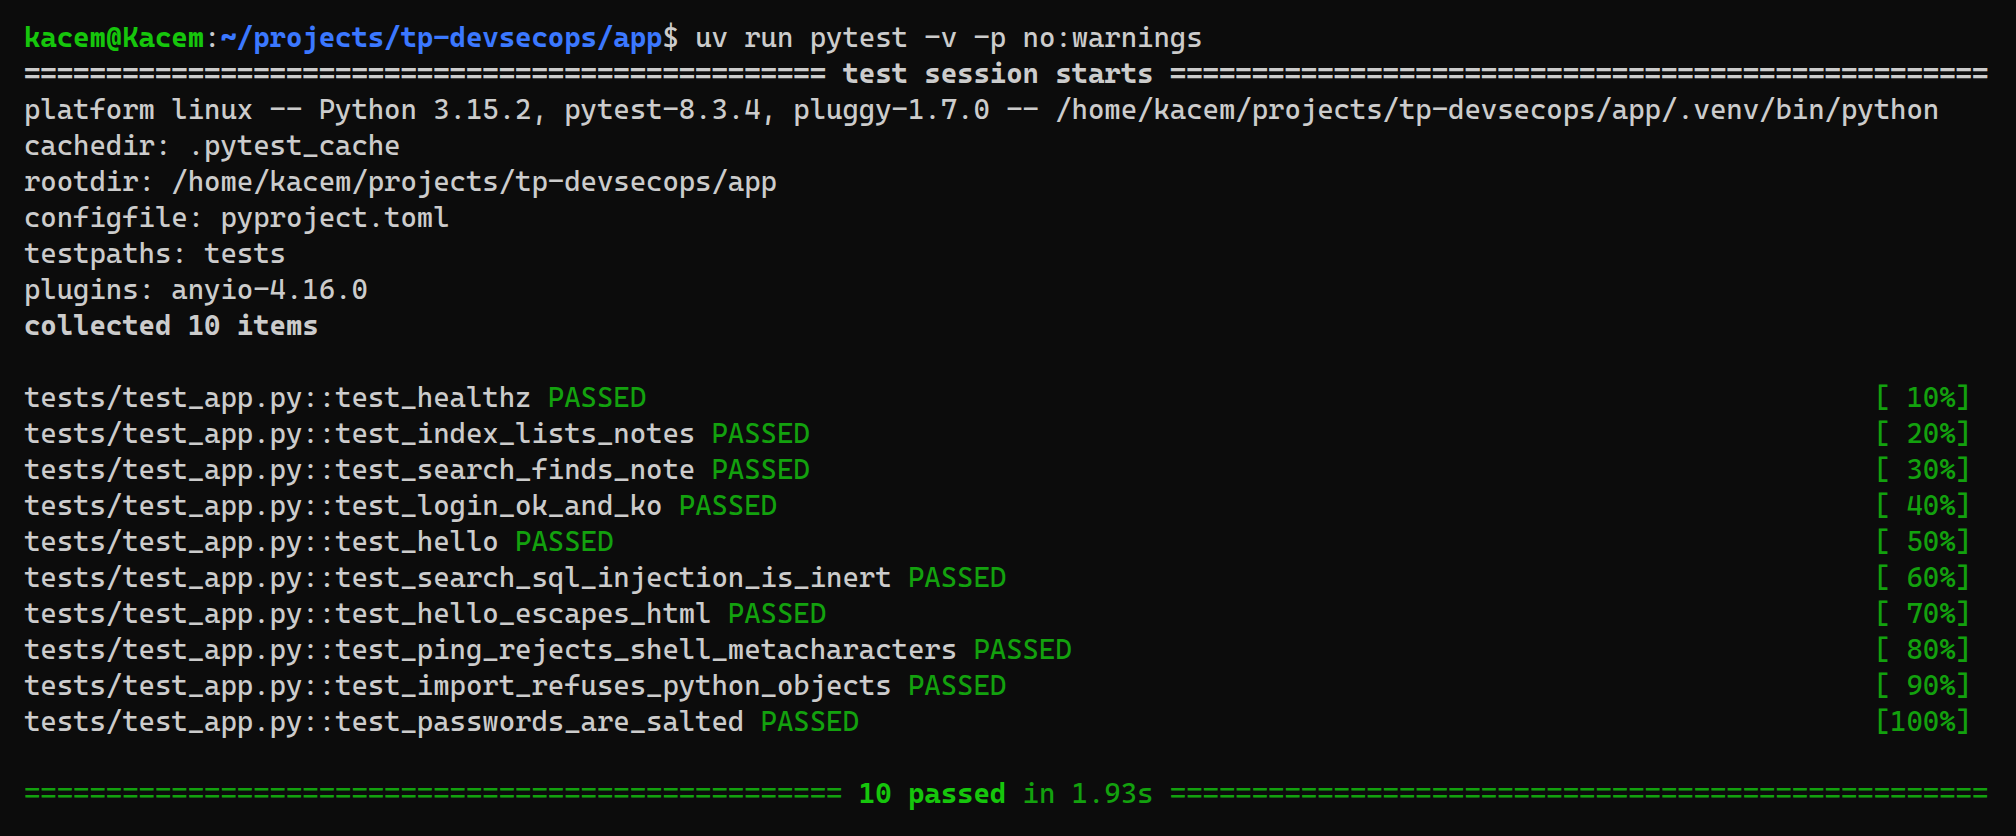 kacem@Kacem:~/projects/tp-devsecops/app$ uv run pytest -v -p no:warnings
================================================= test session starts ==================================================
platform linux -- Python 3.15.2, pytest-8.3.4, pluggy-1.7.0 -- /home/kacem/projects/tp-devsecops/app/.venv/bin/python
cachedir: .pytest_cache
rootdir: /home/kacem/projects/tp-devsecops/app
configfile: pyproject.toml
testpaths: tests
plugins: anyio-4.16.0
collected 10 items

tests/test_app.py::test_healthz PASSED [ 10%]
tests/test_app.py::test_index_lists_notes PASSED [ 20%]
tests/test_app.py::test_search_finds_note PASSED [ 30%]
tests/test_app.py::test_login_ok_and_ko PASSED [ 40%]
tests/test_app.py::test_hello PASSED [ 50%]
tests/test_app.py::test_search_sql_injection_is_inert PASSED [ 60%]
tests/test_app.py::test_hello_escapes_html PASSED [ 70%]
tests/test_app.py::test_ping_rejects_shell_metacharacters PASSED [ 80%]
tests/test_app.py::test_import_refuses_python_objects PASSED [ 90%]
tests/test_app.py::test_passwords_are_salted PASSED [100%]

================================================== 10 passed in 1.93s ==================================================